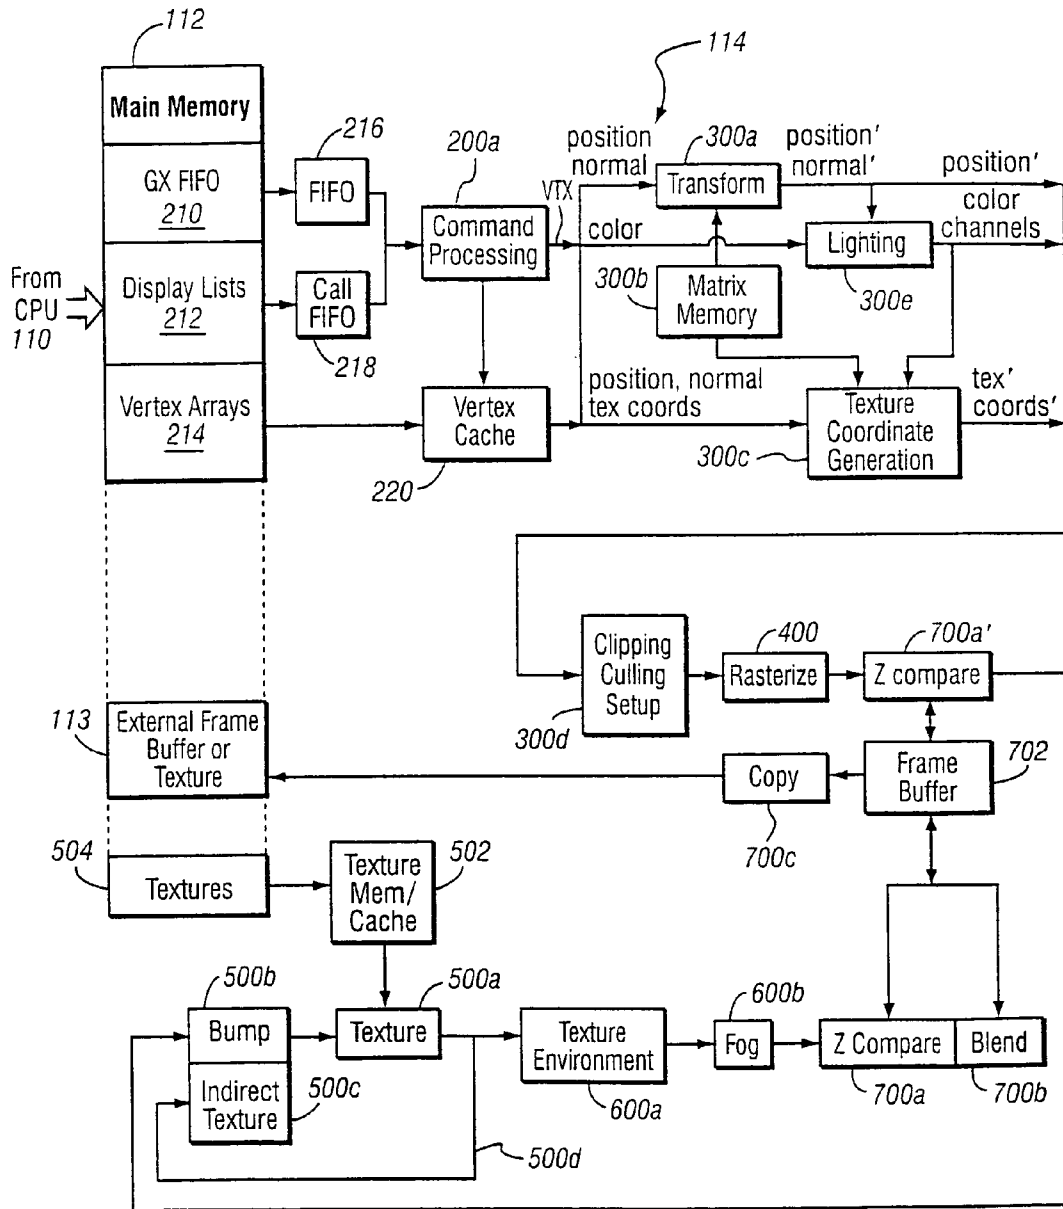 112
114
Main Memory
216
200a
position
normal
300a
position'
normal'
position'
GX FIFO
210
FIFO
VTX
Transform
color
channels
Command
Processing
color
Lighting
From
CPU
110
Display Lists
212
Call
FIFO
218
300b
Matrix
Memory
300e
Vertex Arrays
214
Vertex
Cache
220
position, normal
tex coords
Texture
Coordinate
Generation
300c
tex'
coords'
Clipping
Culling
Setup
300d
400
Rasterize
700a'
Z compare
113
External Frame
Buffer or
Texture
Copy
700c
Frame
Buffer
702
504
Textures
Texture
Mem/
Cache
502
500b
Bump
500a
Texture
Texture
Environment
600a
600b
Fog
Z Compare
Blend
700a
700b
Indirect
Texture
500c
500d